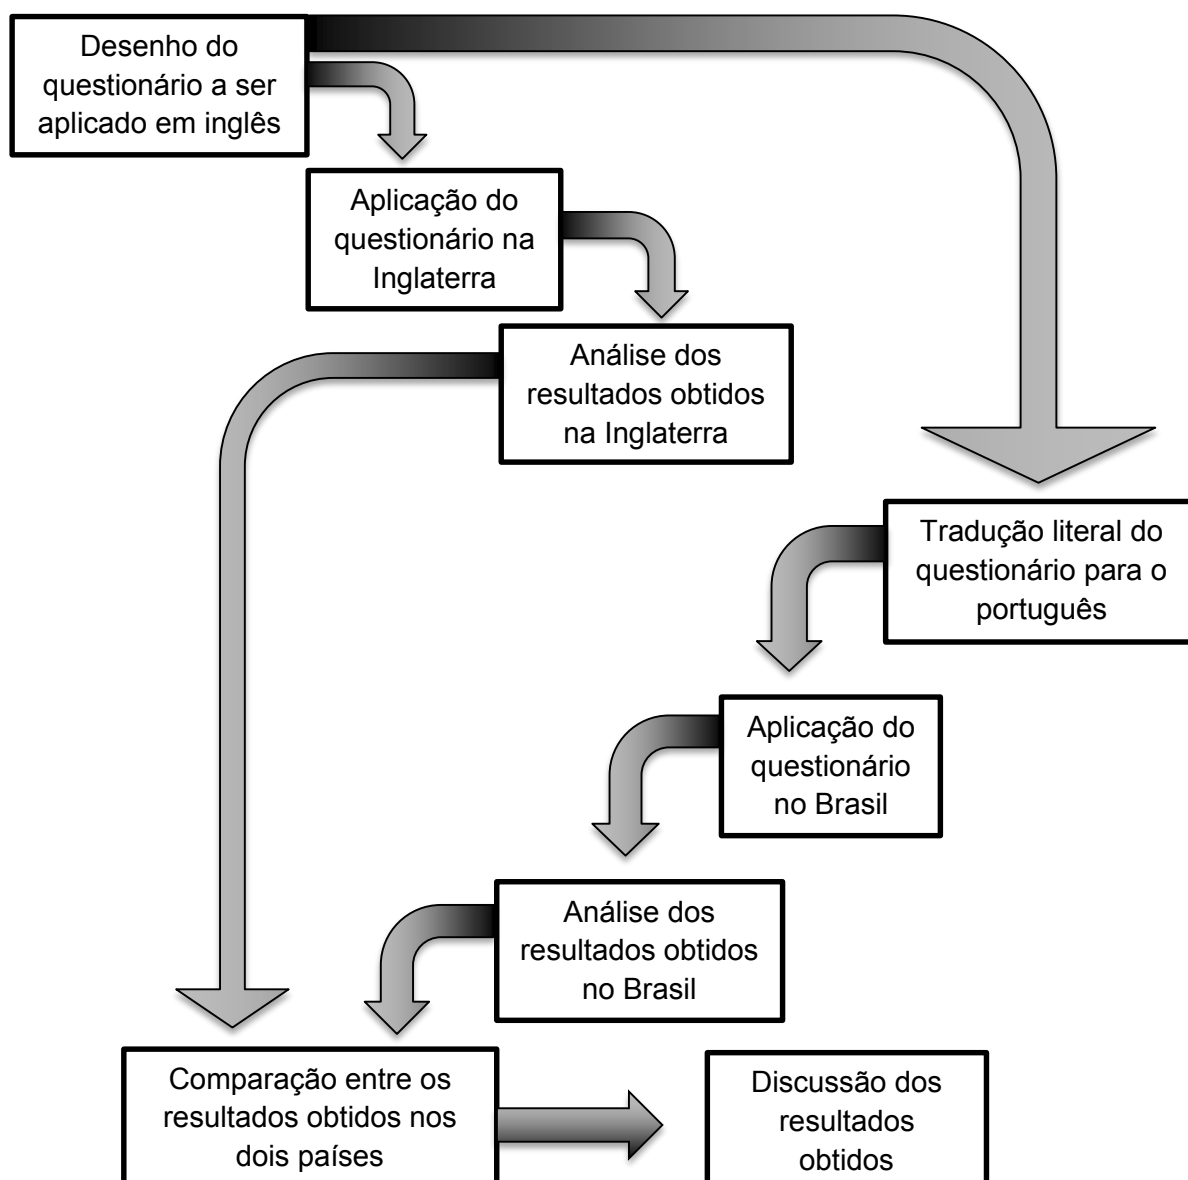 Desenho do
questionário a ser
aplicado em inglês
Aplicação do
questionário na
Inglaterra
Análise dos
resultados obtidos
na Inglaterra
Tradução literal do
questionário para o
português
Aplicação do
questionário
no Brasil
Análise dos
resultados obtidos
no Brasil
Comparação entre os
resultados obtidos nos
dois países
Discussão dos
resultados
obtidos